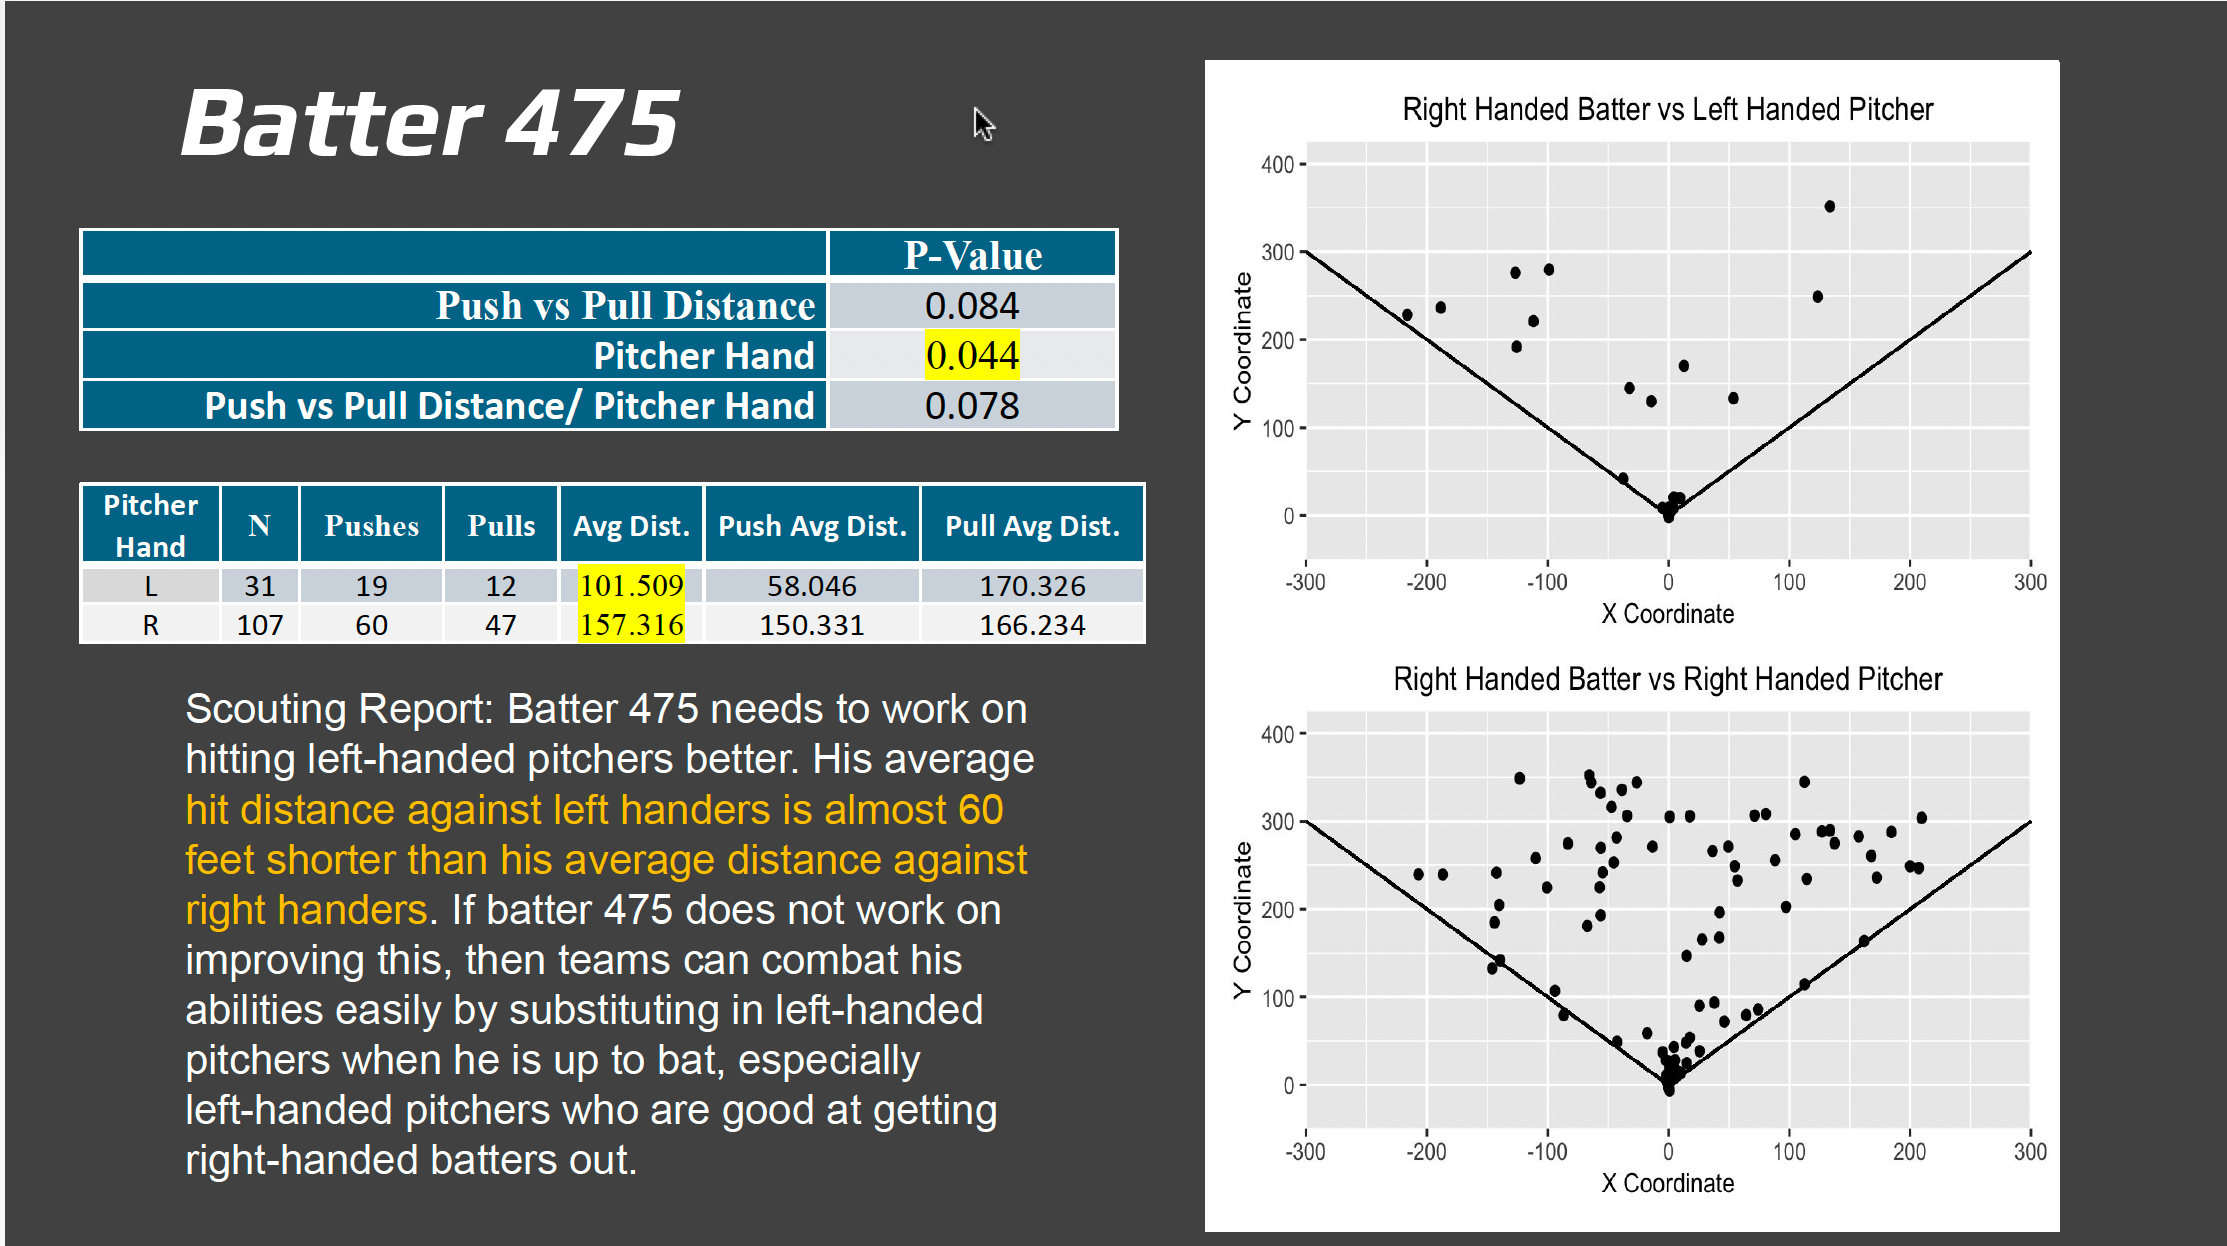 Batter 475
P-Value
Push vs Pull Distance 0.084
Pitcher Hand 0.044
Push vs Pull Distance/ Pitcher Hand 0.078
Pitcher Hand N Pushes Pulls Avg Dist. Push Avg Dist. Pull Avg Dist.
L 31 19 12 101.509 58.046 170.326
R 107 60 47 157.316 150.331 166.234
Scouting Report: Batter 475 needs to work on
hitting left-handed pitchers better. His average
hit distance against left handers is almost 60
feet shorter than his average distance against
right handers. If batter 475 does not work on
improving this, then teams can combat his
abilities easily by substituting in left-handed
pitchers when he is up to bat, especially
left-handed pitchers who are good at getting
right-handed batters out.
Right Handed Batter vs Left Handed Pitcher
Y Coordinate
400
300
200
100
0
-300 -200 -100 0 100 200 300
X Coordinate
Right Handed Batter vs Right Handed Pitcher
Y Coordinate
400
300
200
100
0
-300 -200 -100 0 100 200 300
X Coordinate